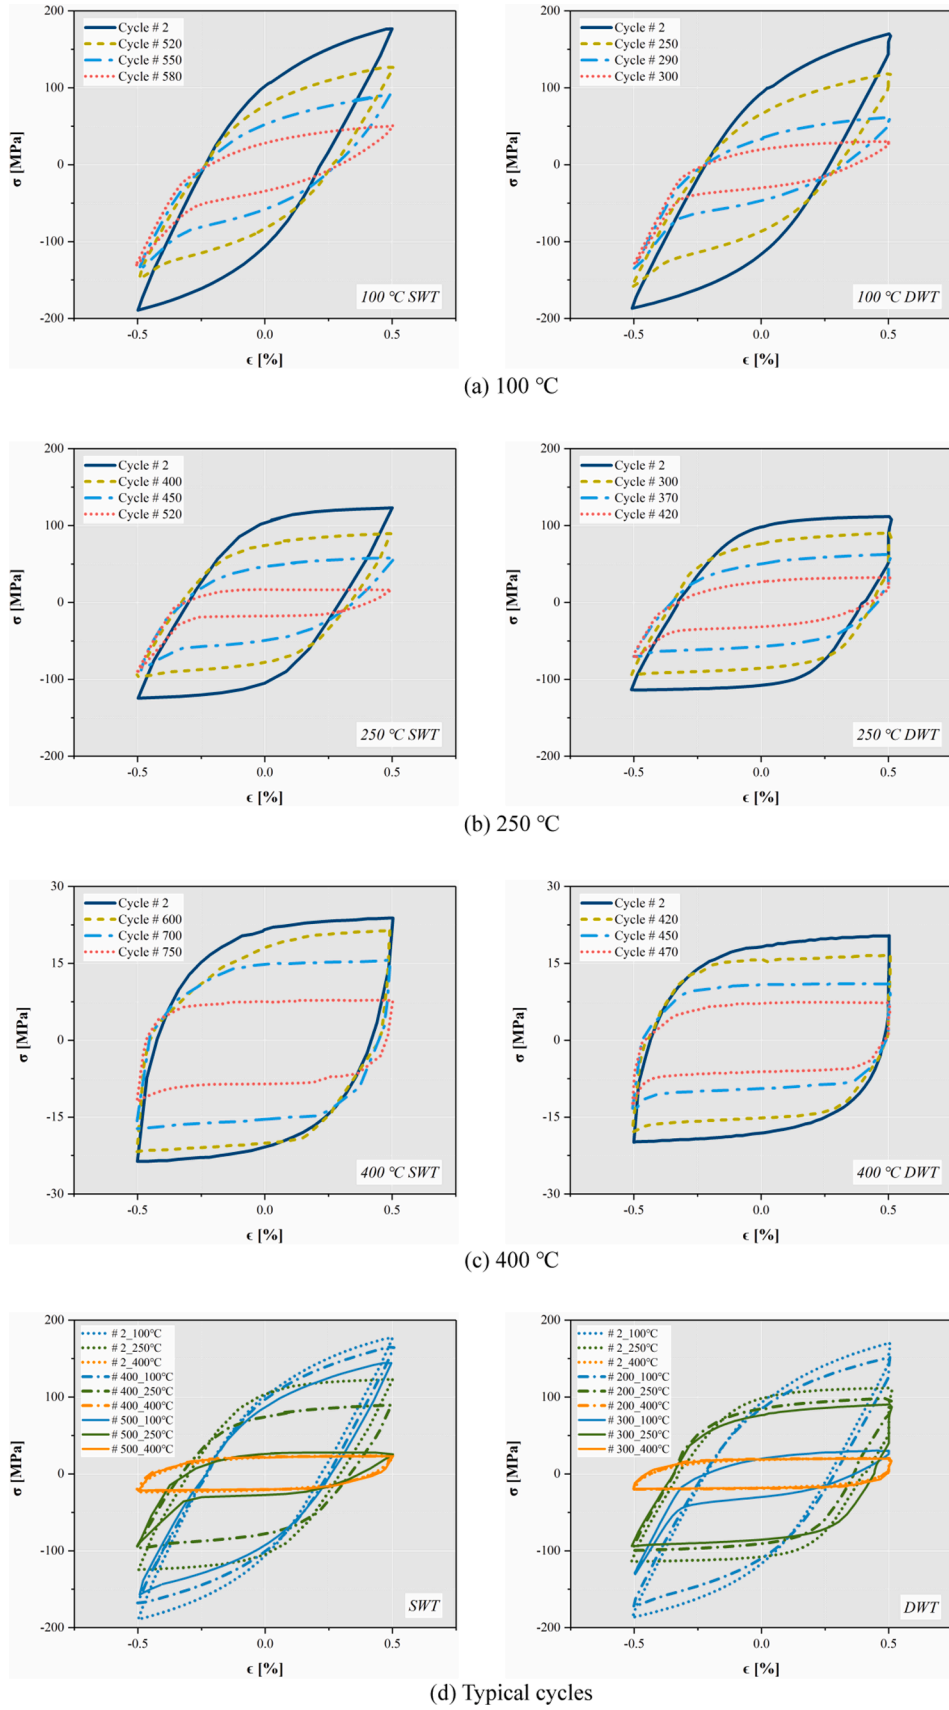 200
100
0
-100
-200
σ [MPa]
Cycle # 2
Cycle # 520
Cycle # 550
Cycle # 580
100 ℃ SWT
-0.5
0.0
0.5
ϵ [%]
200
100
0
-100
-200
σ [MPa]
Cycle # 2
Cycle # 250
Cycle # 290
Cycle # 300
100 ℃ DWT
-0.5
0.0
0.5
ϵ [%]
(a) 100 ℃
200
100
0
-100
-200
σ [MPa]
Cycle # 2
Cycle # 400
Cycle # 450
Cycle # 520
250 ℃ SWT
-0.5
0.0
0.5
ϵ [%]
200
100
0
-100
-200
σ [MPa]
Cycle # 2
Cycle # 300
Cycle # 370
Cycle # 420
250 ℃ DWT
-0.5
0.0
0.5
ϵ [%]
(b) 250 ℃
30
15
0
-15
-30
σ [MPa]
Cycle # 2
Cycle # 600
Cycle # 700
Cycle # 750
400 ℃ SWT
-0.5
0.0
0.5
ϵ [%]
30
15
0
-15
-30
σ [MPa]
Cycle # 2
Cycle # 420
Cycle # 450
Cycle # 470
400 ℃ DWT
-0.5
0.0
0.5
ϵ [%]
(c) 400 ℃
200
100
0
-100
-200
σ [MPa]
# 2_100℃
# 2_250℃
# 2_400℃
# 400_100℃
# 400_250℃
# 400_400℃
# 500_100℃
# 500_250℃
# 500_400℃
SWT
-0.5
0.0
0.5
ϵ [%]
200
100
0
-100
-200
σ [MPa]
# 2_100℃
# 2_250℃
# 2_400℃
# 200_100℃
# 200_250℃
# 200_400℃
# 300_100℃
# 300_250℃
# 300_400℃
DWT
-0.5
0.0
0.5
ϵ [%]
(d) Typical cycles